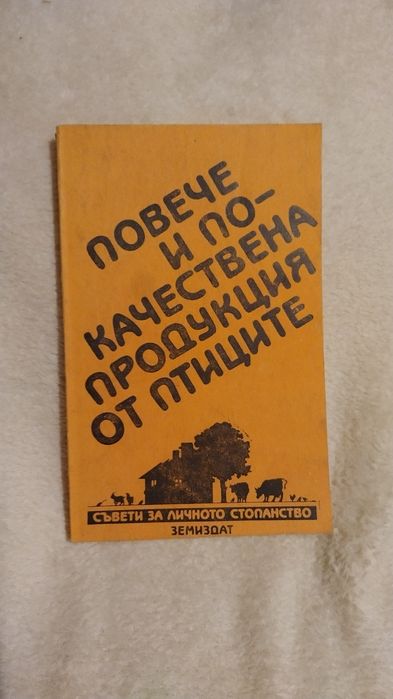 ПОВЕЧЕ
И ПО-
КАЧЕСТВЕНА
ПРОДУКЦИЯ
ОТ ПТИЦИТЕ
СЪВЕТИ ЗА ЛИЧНОТО СТОПАНСТВО
ЗЕМИЗДАТ